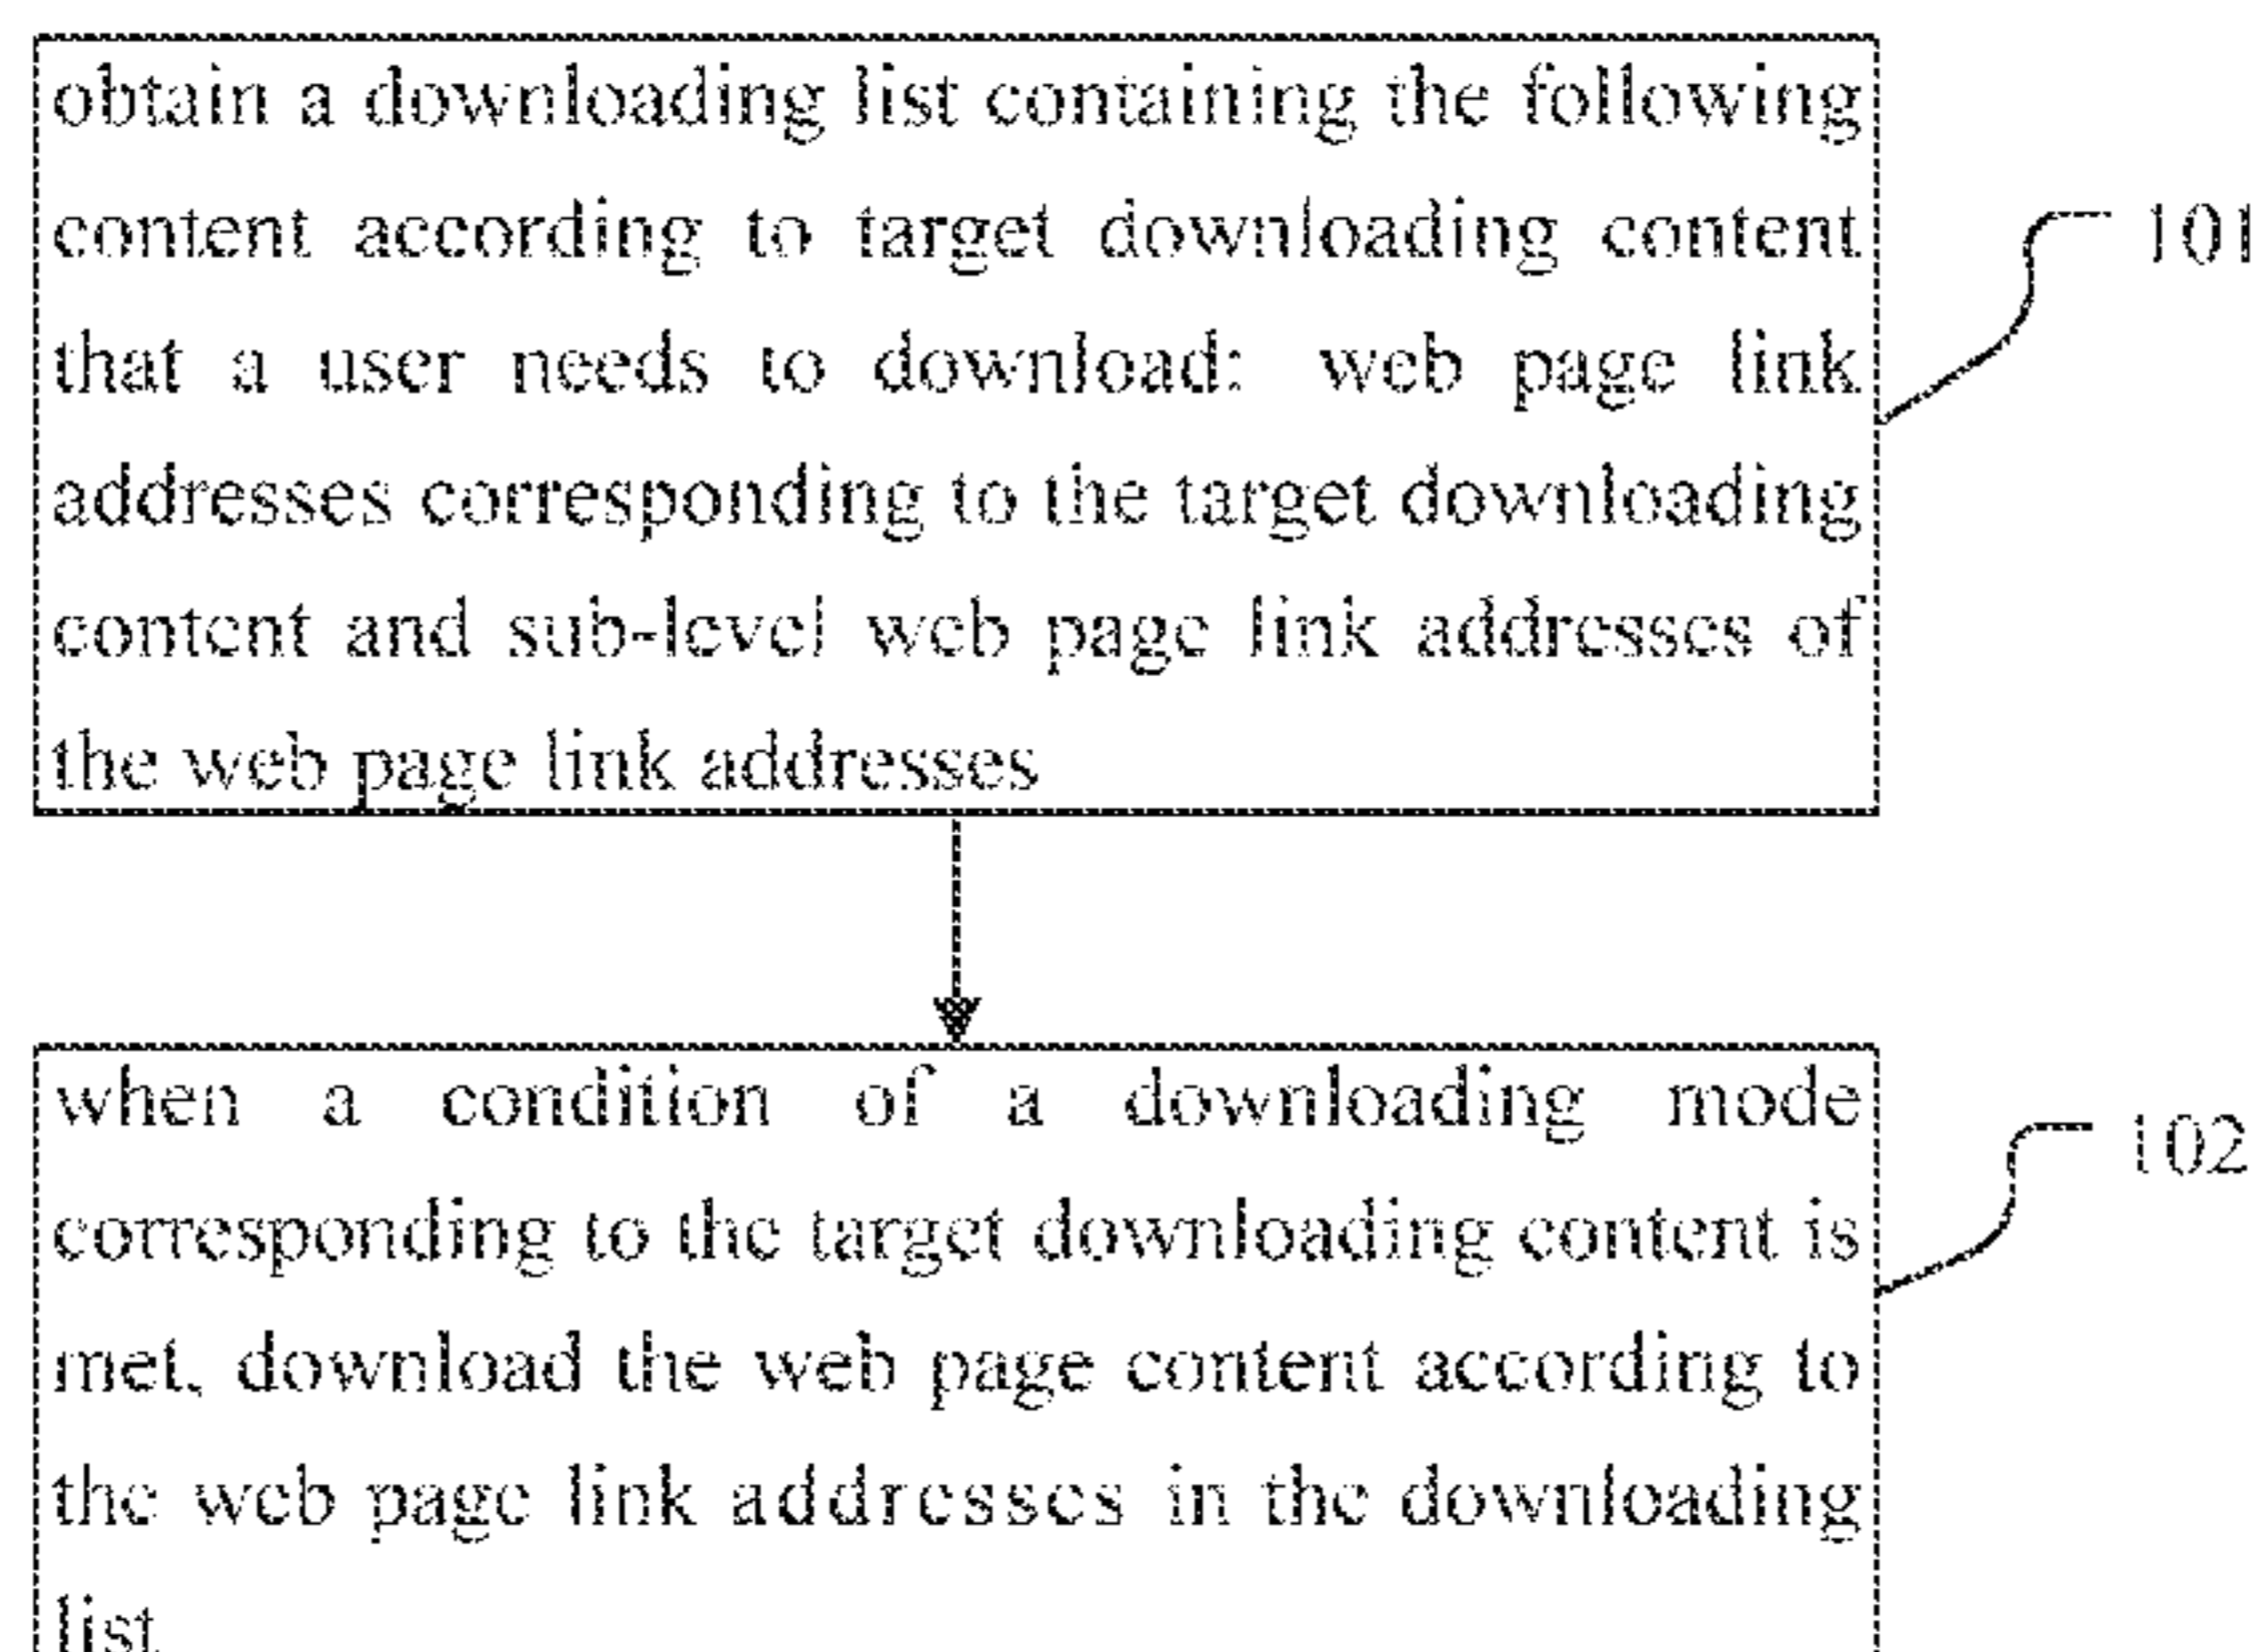 obtain a downloading list containing the following
content according to target downloading content
101
that a user needs to download: web page link
addresses corresponding to the target downloading
content and sub-level web page link addresses of
the web page link addresses
when a condition of a downloading mode
102
corresponding to the target downloading content is
met, download the web page content according to
the web page link addresses in the downloading
list